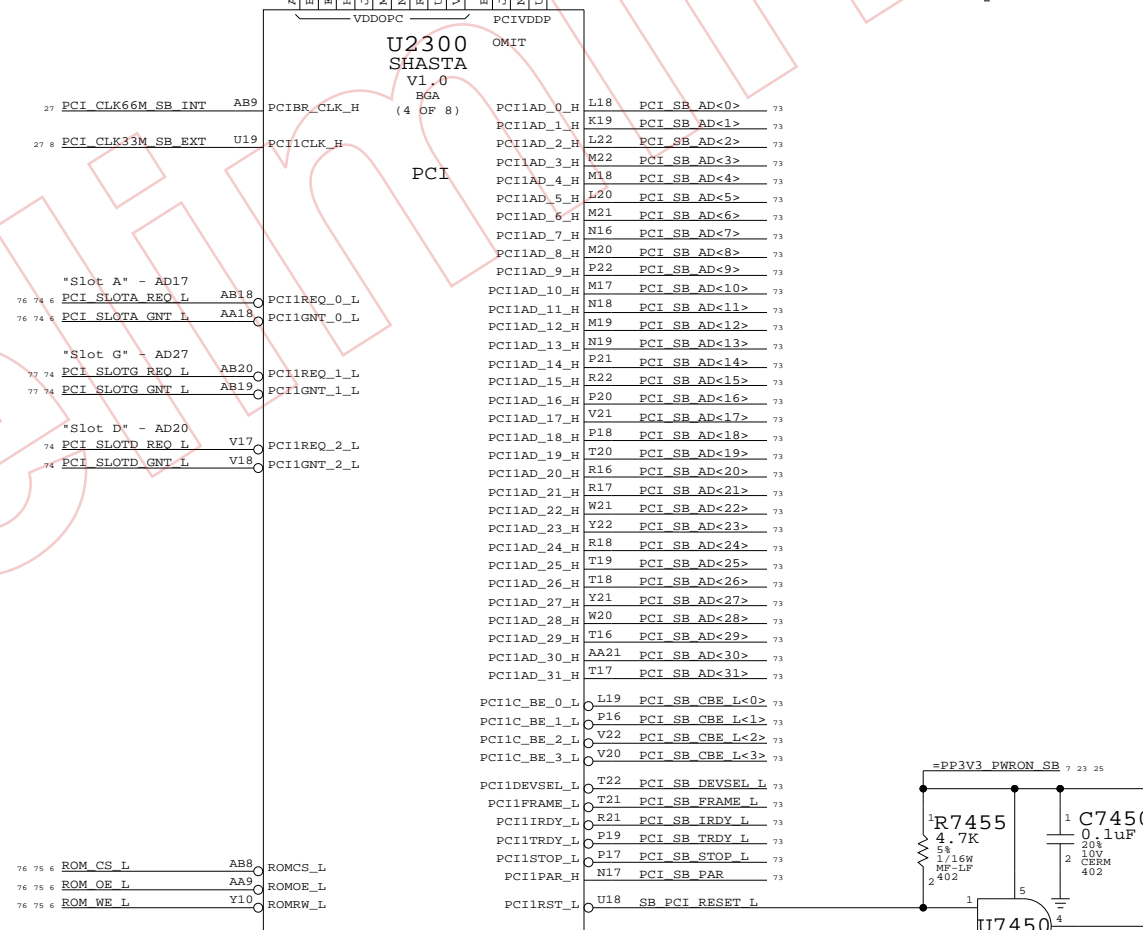 VDDOPC PCIVDDP
U2300 OMIT
SHASTA
V1.0
BGA
(4 OF 8)
PCI
27 PCI_CLK66M_SB_INT AB9 PCIBR_CLK_H
27 8 PCI_CLK33M_SB_EXT U19 PCI1CLK_H
"Slot A" - AD17
76 74 6 PCI_SLOTA_REQ_L AB18 PCI1REQ_0_L
76 74 6 PCI_SLOTA_GNT_L AA18 PCI1GNT_0_L
"Slot G" - AD27
77 74 PCI_SLOTG_REQ_L AB20 PCI1REQ_1_L
77 74 PCI_SLOTG_GNT_L AB19 PCI1GNT_1_L
"Slot D" - AD20
74 PCI_SLOTD_REQ_L V17 PCI1REQ_2_L
74 PCI_SLOTD_GNT_L V18 PCI1GNT_2_L
76 75 6 ROM_CS_L AB8 ROMCS_L
76 75 6 ROM_OE_L AA9 ROMOE_L
76 75 6 ROM_WE_L Y10 ROMRW_L
PCI1AD_0_H L18 PCI_SB_AD<0> 73
PCI1AD_1_H K19 PCI_SB_AD<1> 73
PCI1AD_2_H L22 PCI_SB_AD<2> 73
PCI1AD_3_H M22 PCI_SB_AD<3> 73
PCI1AD_4_H M18 PCI_SB_AD<4> 73
PCI1AD_5_H L20 PCI_SB_AD<5> 73
PCI1AD_6_H M21 PCI_SB_AD<6> 73
PCI1AD_7_H N16 PCI_SB_AD<7> 73
PCI1AD_8_H M20 PCI_SB_AD<8> 73
PCI1AD_9_H P22 PCI_SB_AD<9> 73
PCI1AD_10_H M17 PCI_SB_AD<10> 73
PCI1AD_11_H N18 PCI_SB_AD<11> 73
PCI1AD_12_H M19 PCI_SB_AD<12> 73
PCI1AD_13_H N19 PCI_SB_AD<13> 73
PCI1AD_14_H P21 PCI_SB_AD<14> 73
PCI1AD_15_H R22 PCI_SB_AD<15> 73
PCI1AD_16_H P20 PCI_SB_AD<16> 73
PCI1AD_17_H V21 PCI_SB_AD<17> 73
PCI1AD_18_H P18 PCI_SB_AD<18> 73
PCI1AD_19_H T20 PCI_SB_AD<19> 73
PCI1AD_20_H R16 PCI_SB_AD<20> 73
PCI1AD_21_H R17 PCI_SB_AD<21> 73
PCI1AD_22_H W21 PCI_SB_AD<22> 73
PCI1AD_23_H Y22 PCI_SB_AD<23> 73
PCI1AD_24_H R18 PCI_SB_AD<24> 73
PCI1AD_25_H T19 PCI_SB_AD<25> 73
PCI1AD_26_H T18 PCI_SB_AD<26> 73
PCI1AD_27_H Y21 PCI_SB_AD<27> 73
PCI1AD_28_H W20 PCI_SB_AD<28> 73
PCI1AD_29_H T16 PCI_SB_AD<29> 73
PCI1AD_30_H AA21 PCI_SB_AD<30> 73
PCI1AD_31_H T17 PCI_SB_AD<31> 73
PCI1C_BE_0_L L19 PCI_SB_CBE_L<0> 73
PCI1C_BE_1_L P16 PCI_SB_CBE_L<1> 73
PCI1C_BE_2_L V22 PCI_SB_CBE_L<2> 73
PCI1C_BE_3_L V20 PCI_SB_CBE_L<3> 73
PCI1DEVSEL_L T22 PCI_SB_DEVSEL_L 73
PCI1FRAME_L T21 PCI_SB_FRAME_L 73
PCI1IRDY_L R21 PCI_SB_IRDY_L 73
PCI1TRDY_L P19 PCI_SB_TRDY_L 73
PCI1STOP_L P17 PCI_SB_STOP_L 73
PCI1PAR_H N17 PCI_SB_PAR 73
PCI1RST_L U18 SB_PCI_RESET_L
=PP3V3_PWRON_SB 7 23 25
1 R7455
4.7K
5%
1/16W
MF-LF
2 402
1 C7450
0.1uF
20%
10V
2 CERM
402
1 5
U7450 4